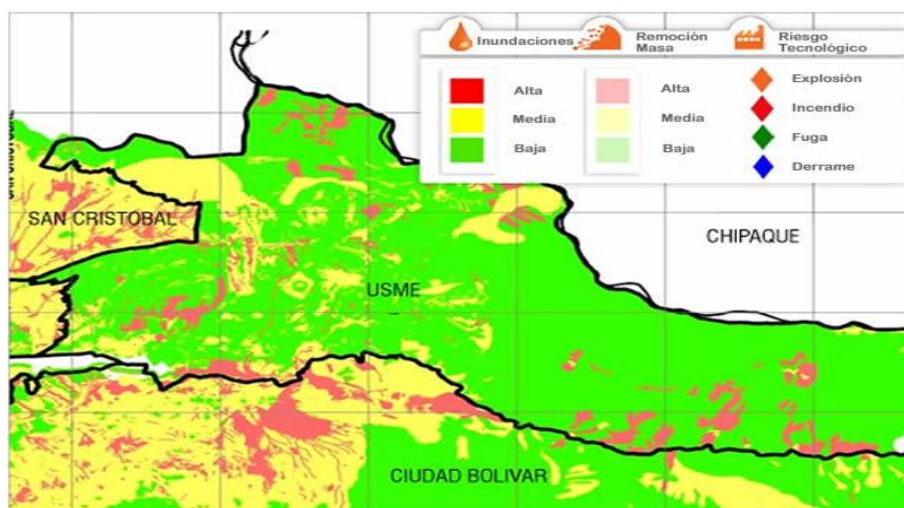 Inundaciones
Remoción
Masa
Riesgo
Tecnológico
Alta
Media
Baja
Alta
Media
Baja
Explosión
Incendio
Fuga
Derrame
SAN CRISTOBAL
CHIPAQUE
USME
CIUDAD BOLIVAR